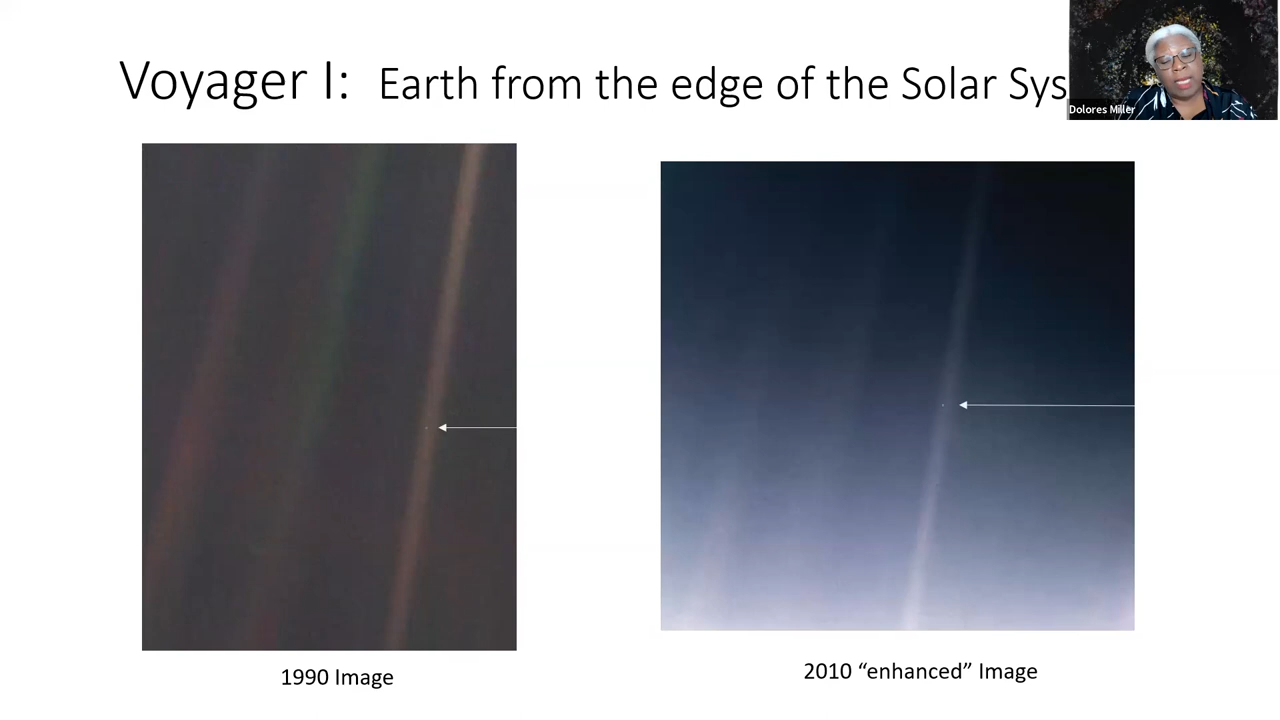 Voyager I: Earth from the edge of the Solar Sys
Dolores Miller
1990 Image
2010 “enhanced” Image